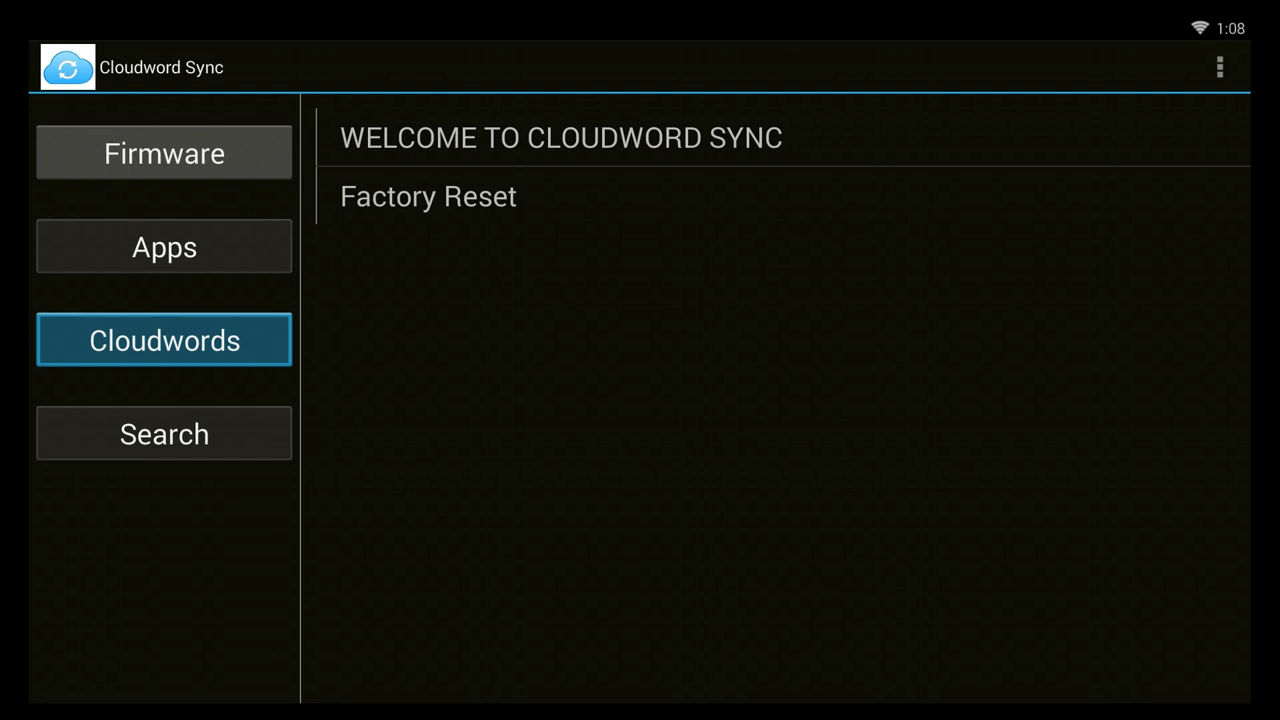 1:08
Cloudword Sync
Firmware
Apps
Cloudwords
Search
WELCOME TO CLOUDWORD SYNC
Factory Reset